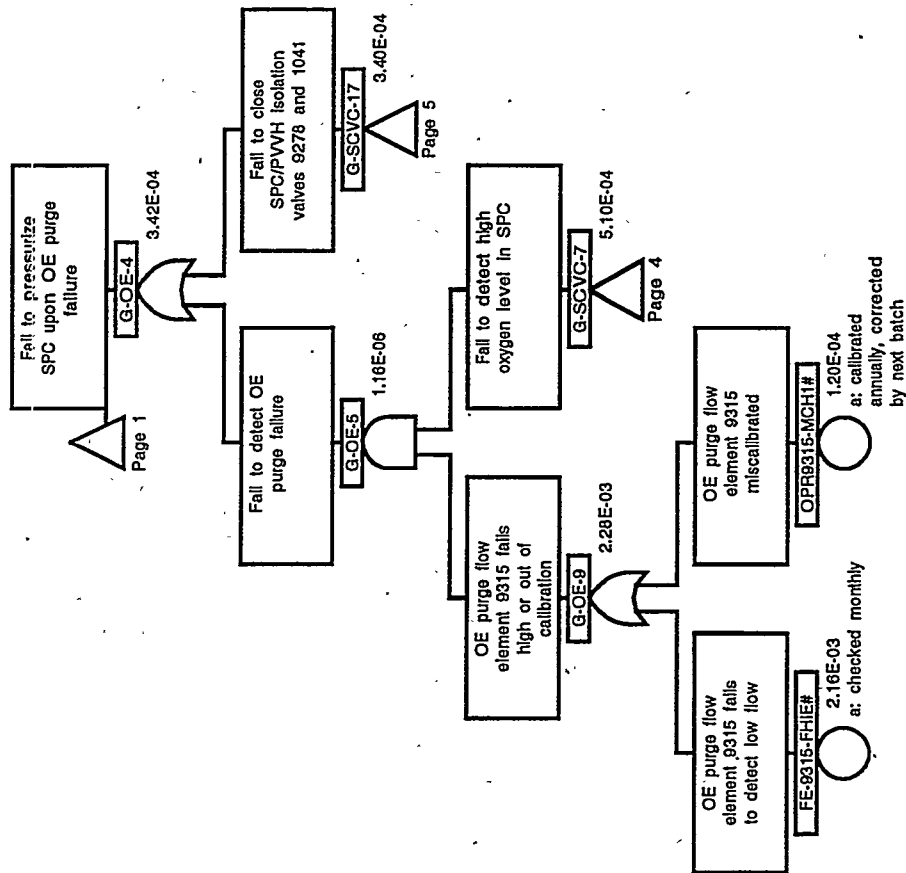 Fail to pressurize
SPC upon OE purge
failure
G-OE-4
3.42E-04
Page 1
Fail to detect OE
purge failure
G-OE-5
1.16E-06
Fail to close
SPC/PVVH isolation
valves 9278 and 1041
G-SCVC-17
3.40E-04
Page 5
OE purge flow
element 9315 fails
high or out of
calibration
G-OE-9
2.28E-03
Fail to detect high
oxygen level in SPC
G-SCVC-7
5.10E-04
Page 4
OE purge flow
element 9315 fails
to detect low flow
FE-9315-FHIE#
2.16E-03
a: checked monthly
OE purge flow
element 9315
miscalibrated
OPR9315-MCH1#
1.20E-04
a: calibrated
annually, corrected
by next batch